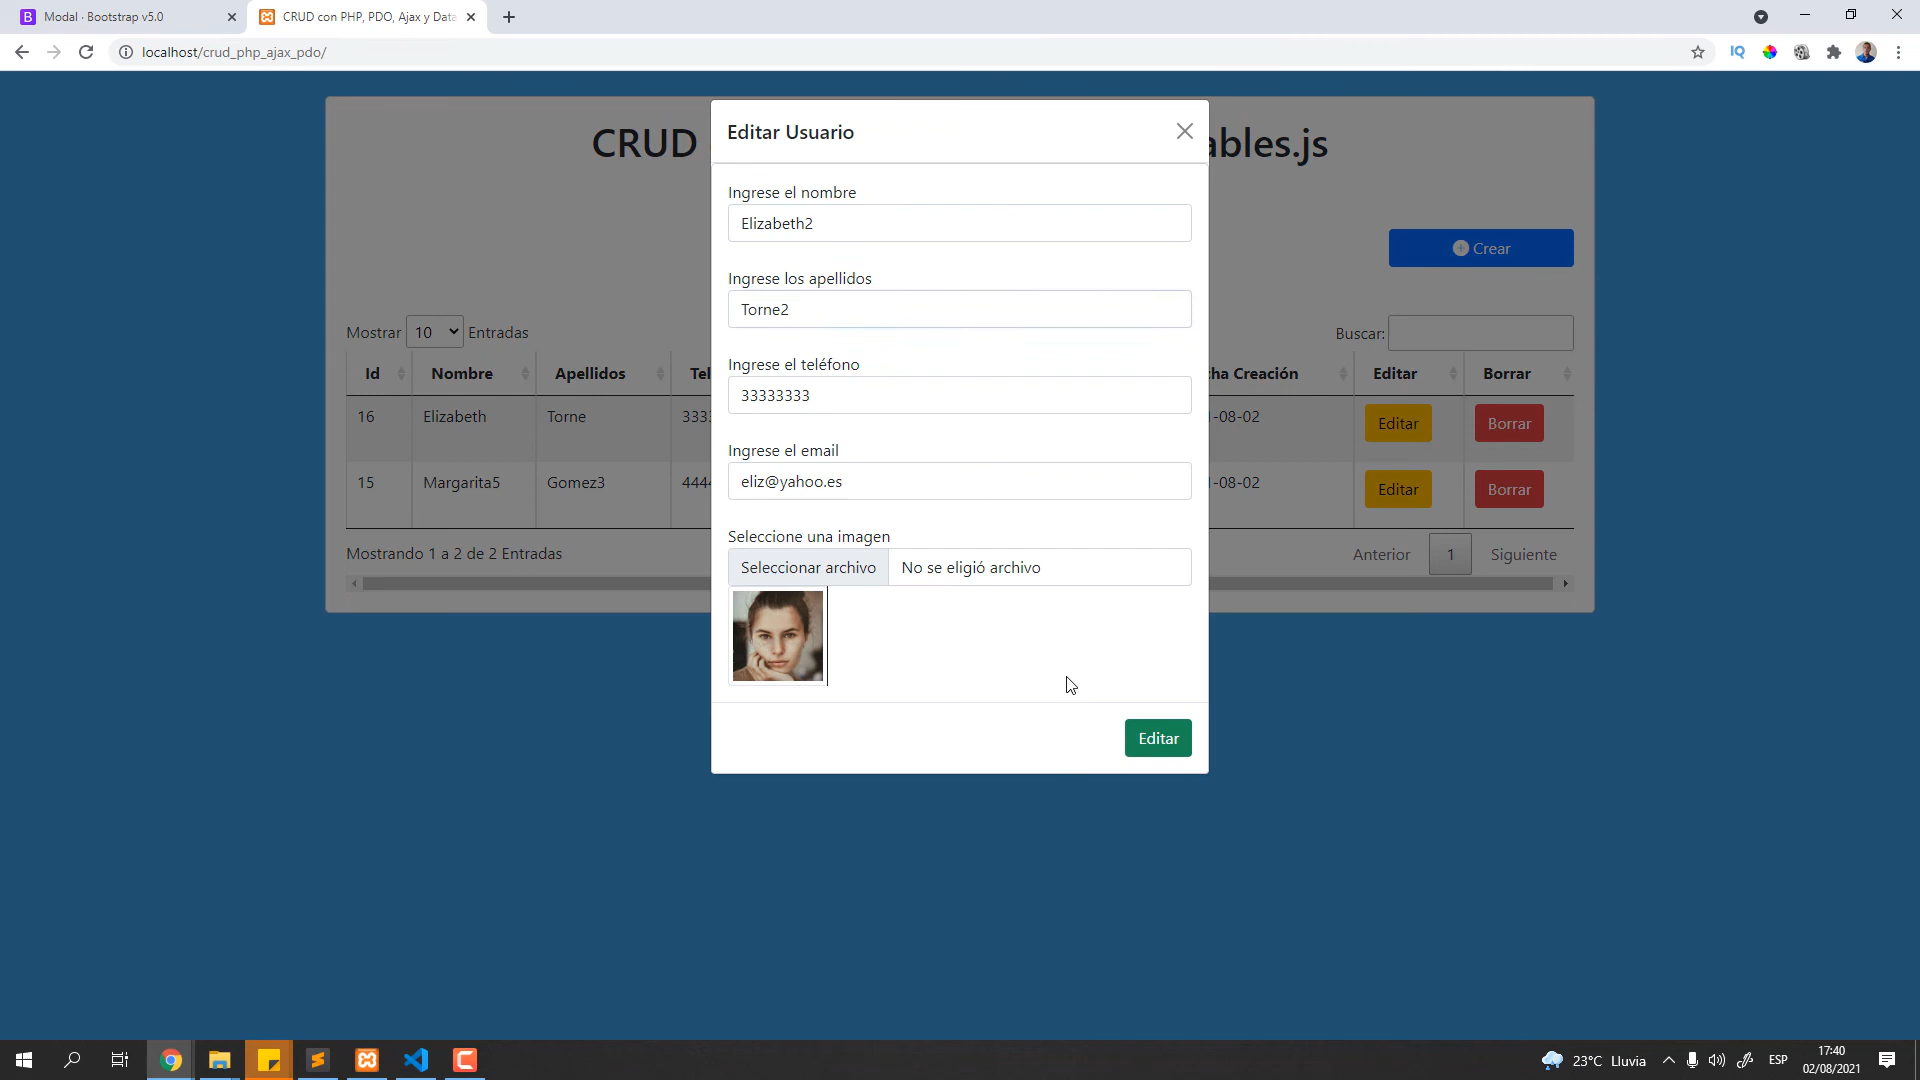 Modal · Bootstrap v5.0
CRUD con PHP, PDO, Ajax y Data
localhost/crud_php_ajax_pdo/
IQ
CRUD
ables.js
Editar Usuario
Ingrese el nombre
Elizabeth2
Ingrese los apellidos
Torne2
Ingrese el teléfono
33333333
Ingrese el email
eliz@yahoo.es
Seleccione una imagen
Seleccionar archivo No se eligió archivo
Editar
Crear
Mostrar 10 Entradas
Buscar:
Id Nombre Apellidos Tel ha Creación Editar Borrar
16 Elizabeth Torne 333 -08-02 Editar Borrar
15 Margarita5 Gomez3 444 -08-02 Editar Borrar
Mostrando 1 a 2 de 2 Entradas
Anterior 1 Siguiente
23°C Lluvia
ESP
17:40
02/08/2021